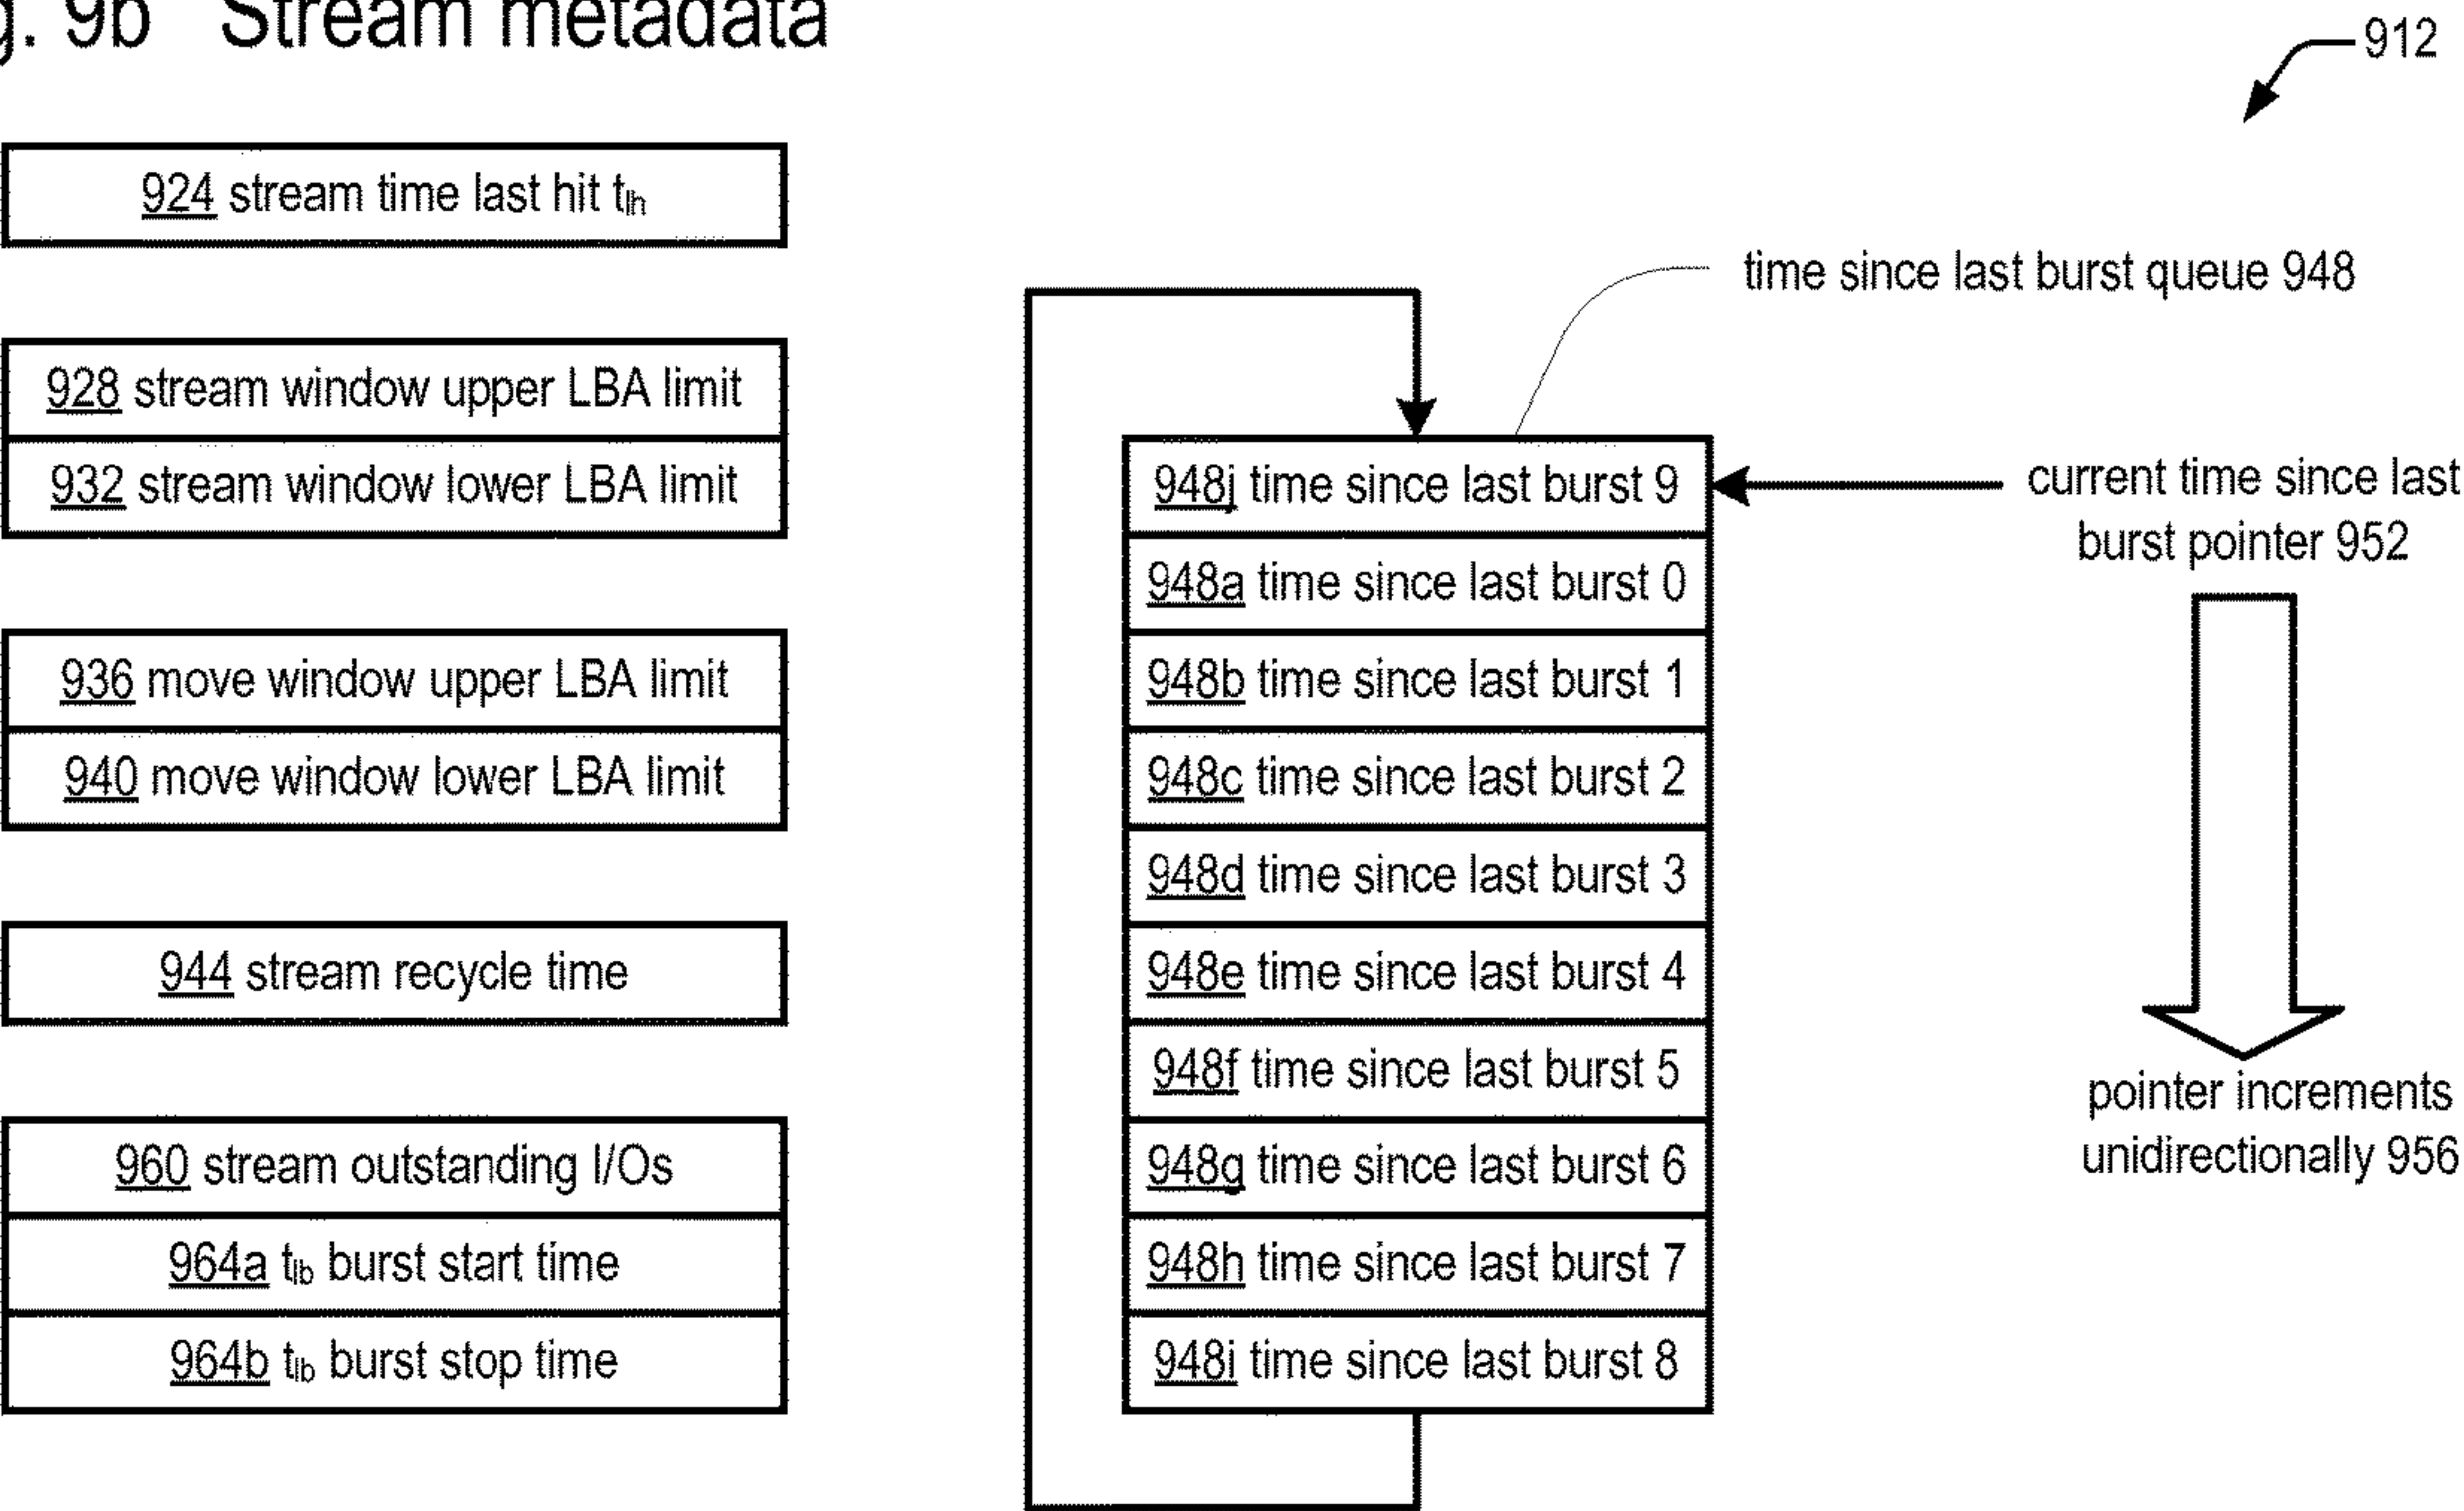 g. 9b Stream metadata
912
924 stream time last hit tlh
928 stream window upper LBA limit
932 stream window lower LBA limit
936 move window upper LBA limit
940 move window lower LBA limit
944 stream recycle time
960 stream outstanding I/Os
964a tlb burst start time
964b tlb burst stop time
time since last burst queue 948
948j time since last burst 9
948a time since last burst 0
948b time since last burst 1
948c time since last burst 2
948d time since last burst 3
948e time since last burst 4
948f time since last burst 5
948g time since last burst 6
948h time since last burst 7
948i time since last burst 8
current time since last
burst pointer 952
pointer increments
unidirectionally 956